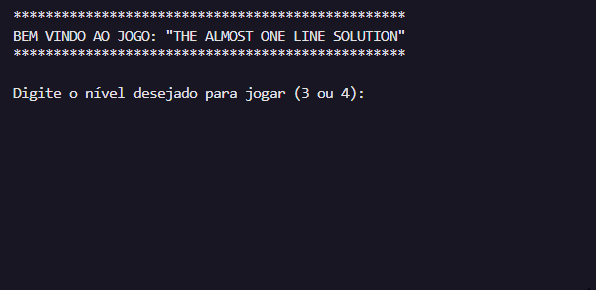 *************************************************
BEM VINDO AO JOGO: "THE ALMOST ONE LINE SOLUTION"
*************************************************
Digite o nível desejado para jogar (3 ou 4):